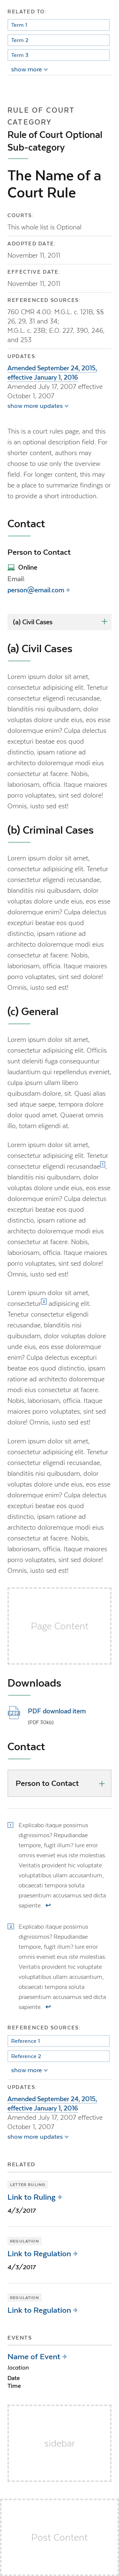 RELATED TO:
Term 1
Term 2
Term 3
show more
RULE OF COURT
CATEGORY
Rule of Court Optional
Sub-category
The Name of a
Court Rule
COURTS:
This whole list is Optional
ADOPTED DATE:
November 11, 2011
EFFECTIVE DATE:
November 11, 2011
REFERENCED SOURCES:
760 CMR 4.00: M.G.L. c. 121B, §§
26, 29, 31 and 34;
M.G.L. c. 23B; E.O. 227, 390, 246,
and 253
UPDATES:
Amended September 24, 2015,
effective January 1, 2016
Amended July 17, 2007 effective
October 1, 2007
show more updates
This is a court rules page, and this
is an optional description field. For
shorter content, authors may
choose to use only the overview
field. For longer content, this may
be a place to summarize findings or
to provide a short introduction.
Contact
Person to Contact
Online
Email:
person@email.com
(a) Civil Cases
(a) Civil Cases
Lorem ipsum dolor sit amet,
consectetur adipisicing elit. Tenetur
consectetur eligendi recusandae,
blanditiis nisi quibusdam, dolor
voluptas dolore unde eius, eos esse
doloremque enim? Culpa delectus
excepturi beatae eos quod
distinctio, ipsam ratione ad
architecto doloremque modi eius
consectetur at facere. Nobis,
laboriosam, officia. Itaque maiores
porro voluptates, sint sed dolore!
Omnis, iusto sed est!
(b) Criminal Cases
Lorem ipsum dolor sit amet,
consectetur adipisicing elit. Tenetur
consectetur eligendi recusandae,
blanditiis nisi quibusdam, dolor
voluptas dolore unde eius, eos esse
doloremque enim? Culpa delectus
excepturi beatae eos quod
distinctio, ipsam ratione ad
architecto doloremque modi eius
consectetur at facere. Nobis,
laboriosam, officia. Itaque maiores
porro voluptates, sint sed dolore!
Omnis, iusto sed est!
(c) General
Lorem ipsum dolor sit amet,
consectetur adipisicing elit. Officiis
sunt deleniti fuga eligendi quuntur
laudantium qui repellendus eveniet,
culpa ipsum ullam libero
quibusdam dolore, sit. Quasi alias
sed atque saepe, tempora dolore
dolor quod amet. Quaerat omnis
illo, totam eligendi at.
Lorem ipsum dolor sit amet,
consectetur adipisicing elit. Tenetur
consectetur eligendi recusandae 1,
blanditiis nisi quibusdam, dolor
voluptas dolore unde eius, eos esse
doloremque enim? Culpa delectus
excepturi beatae eos quod
distinctio, ipsam ratione ad
architecto doloremque modi eius
consectetur at facere. Nobis,
laboriosam, officia. Itaque maiores
porro voluptates, sint sed dolore!
Omnis, iusto sed est!
Lorem ipsum dolor sit amet,
consectetur 2 adipisicing elit.
Tenetur consectetur eligendi
recusandae, blanditiis nisi
quibusdam, dolor voluptas dolore
unde eius, eos esse doloremque
enim? Culpa delectus excepturi
beatae eos quod distinctio, ipsam
ratione ad architecto doloremque
modi eius consectetur at facere.
Nobis, laboriosam, officia. Itaque
maiores porro voluptates, sint sed
dolore! Omnis, iusto sed est!
Lorem ipsum dolor sit amet,
consectetur adipisicing elit. Tenetur
consectetur eligendi recusandae,
blanditiis nisi quibusdam, dolor
voluptas dolore unde eius, eos esse
doloremque enim? Culpa delectus
excepturi beatae eos quod
distinctio, ipsam ratione ad
architecto doloremque modi eius
consectetur at facere. Nobis,
laboriosam, officia. Itaque maiores
porro voluptates, sint sed dolore!
Omnis, iusto sed est!
Page Content
Downloads
PDF download item
(PDF 30kb)
Contact
Person to Contact
1 Explicabo itaque possimus
dignissimos? Repudiandae
tempore, fugit illum? Iure error
omnis eveniet eius iste molestias.
Veritatis provident hic voluptate
voluptatibus ullam accusantium,
obcaecati tempora soluta
praesentium accusamus sed dicta
sapiente.
2 Explicabo itaque possimus
dignissimos? Repudiandae
tempore, fugit illum? Iure error
omnis eveniet eius iste molestias.
Veritatis provident hic voluptate
voluptatibus ullam accusantium,
obcaecati tempora soluta
praesentium accusamus sed dicta
sapiente.
REFERENCED SOURCES:
Reference 1
Reference 2
show more
UPDATES:
Amended September 24, 2015,
effective January 1, 2016
Amended July 17, 2007 effective
October 1, 2007
show more updates
RELATED
LETTER RULING
Link to Ruling
4/3/2017
REGULATION
Link to Regulation
4/3/2017
REGULATION
Link to Regulation
EVENTS
Name of Event
location
Date
Time
sidebar
Post Content